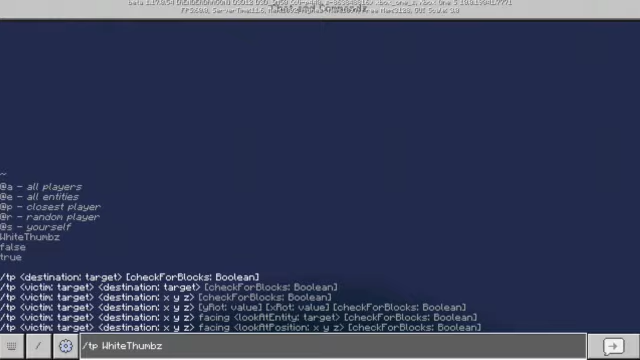 ~
@a - all players
@e - all entities
@p - closest player
@r - random player
@s - yourself
WhiteThumbz
false
true
/tp <destination: target> [checkForBlocks: Boolean]
/tp <victim: target> <destination: target> [checkForBlocks: Boolean]
/tp <victim: target> <destination: x y z> [checkForBlocks: Boolean]
/tp <victim: target> <destination: x y z> [yRot: value] [xRot: value] [checkForBlocks: Boolean]
/tp <victim: target> <destination: x y z> facing <lookAtEntity: target> [checkForBlocks: Boolean]
/tp <victim: target> <destination: x y z> facing <lookAtPosition: x y z> [checkForBlocks: Boolean]
/ /tp WhiteThumbz